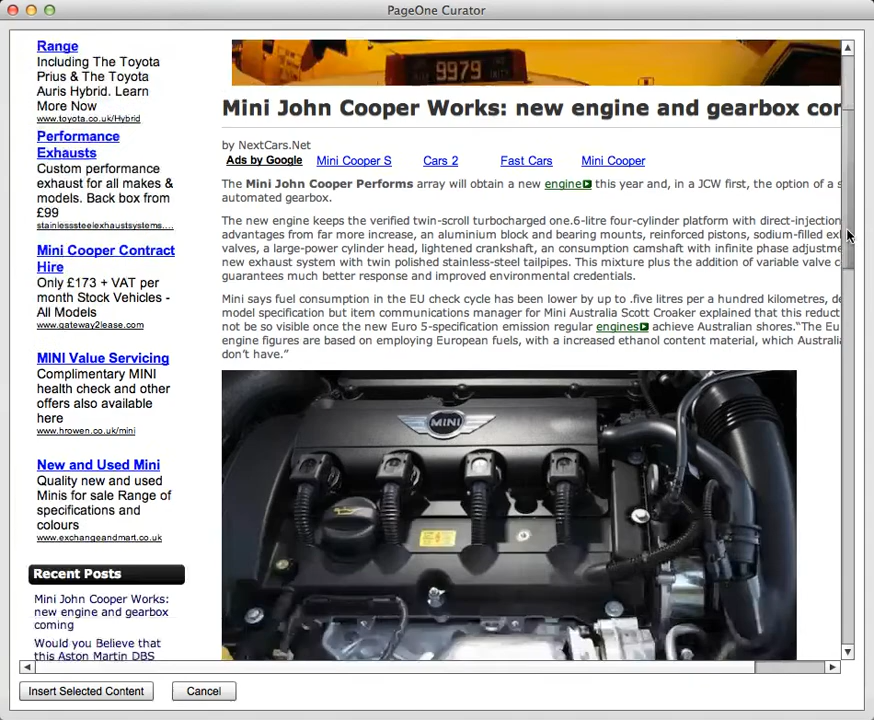 PageOne Curator
Range
Including The Toyota
Prius & The Toyota
Auris Hybrid. Learn
More Now
www.toyota.co.uk/Hybrid
Performance
Exhausts
Custom performance
exhaust for all makes &
models. Back box from
£99
stainlesssteelexhaustsystems....
Mini Cooper Contract
Hire
Only £173 + VAT per
month Stock Vehicles -
All Models
www.gateway2lease.com
MINI Value Servicing
Complimentary MINI
health check and other
offers also available
here
www.hrowen.co.uk/mini
New and Used Mini
Quality new and used
Minis for sale Range of
specifications and
colours
www.exchangeandmart.co.uk
Recent Posts
Mini John Cooper Works:
new engine and gearbox
coming
Would you Believe that
this Aston Martin DBS
9979
Mini John Cooper Works: new engine and gearbox con
by NextCars.Net
Ads by Google Mini Cooper S Cars 2 Fast Cars Mini Cooper
The Mini John Cooper Performs array will obtain a new engine this year and, in a JCW first, the option of a s
automated gearbox.
The new engine keeps the verified twin-scroll turbocharged one.6-litre four-cylinder platform with direct-injection
advantages from far more increase, an aluminium block and bearing mounts, reinforced pistons, sodium-filled ex
valves, a large-power cylinder head, lightened crankshaft, an consumption camshaft with infinite phase adjustme
new exhaust system with twin polished stainless-steel tailpipes. This mixture plus the addition of variable valve c
guarantees much better response and improved environmental credentials.
Mini says fuel consumption in the EU check cycle has been lower by up to .five litres per a hundred kilometres, de
model specification but item communications manager for Mini Australia Scott Croaker explained that this reduct
not be so visible once the new Euro 5-specification emission regular engines achieve Australian shores.“The Eu
engine figures are based on employing European fuels, with a increased ethanol content material, which Australia
don’t have.”
MINI
Insert Selected Content Cancel